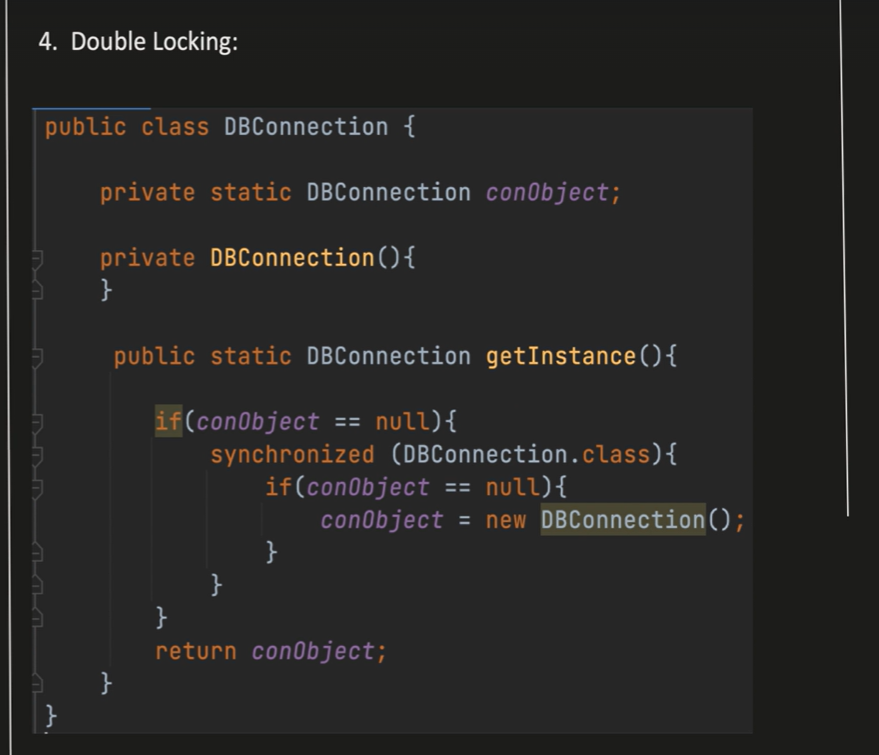 4. Double Locking:
public class DBConnection {
private static DBConnection conObject;
private DBConnection(){
}
public static DBConnection getInstance(){
if(conObject == null){
synchronized (DBConnection.class){
if(conObject == null){
conObject = new DBConnection();
}
}
}
return conObject;
}
}